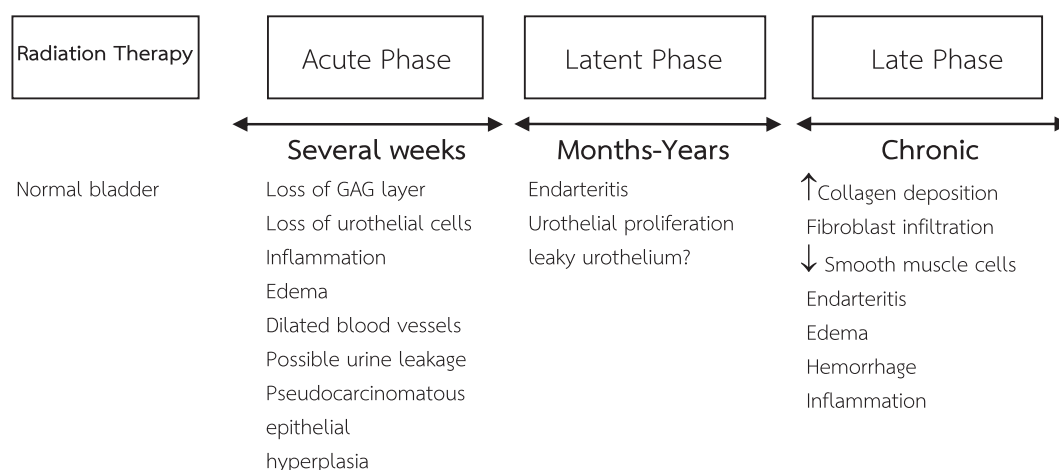 Radiation Therapy
Acute Phase
Latent Phase
Late Phase
Several weeks
Months-Years
Chronic
Normal bladder
Loss of GAG layer
Loss of urothelial cells
Inflammation
Edema
Dilated blood vessels
Possible urine leakage
Pseudocarcinomatous
epithelial
hyperplasia
Endarteritis
Urothelial proliferation
leaky urothelium?
↑Collagen deposition
Fibroblast infiltration
↓ Smooth muscle cells
Endarteritis
Edema
Hemorrhage
Inflammation